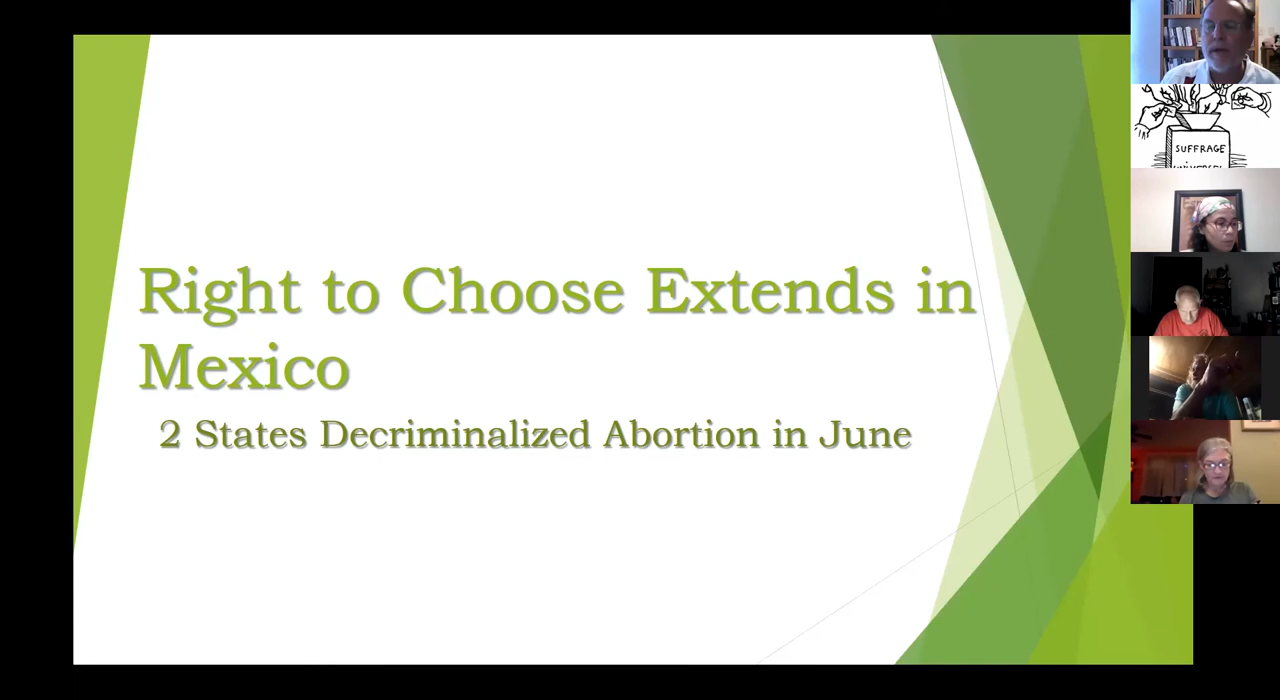 Right to Choose Extends in
Mexico
2 States Decriminalized Abortion in June
SUFFRAGE